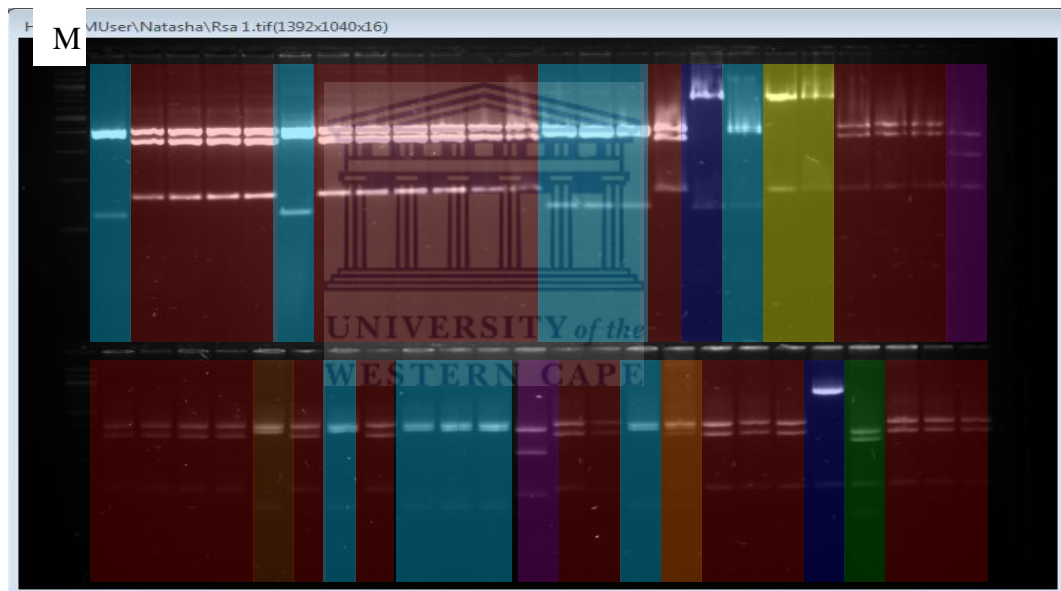 MUser\Natasha\Rsa 1.tif(1392x1040x16)
M
UNIVERSITY of the
WESTERN CAPE